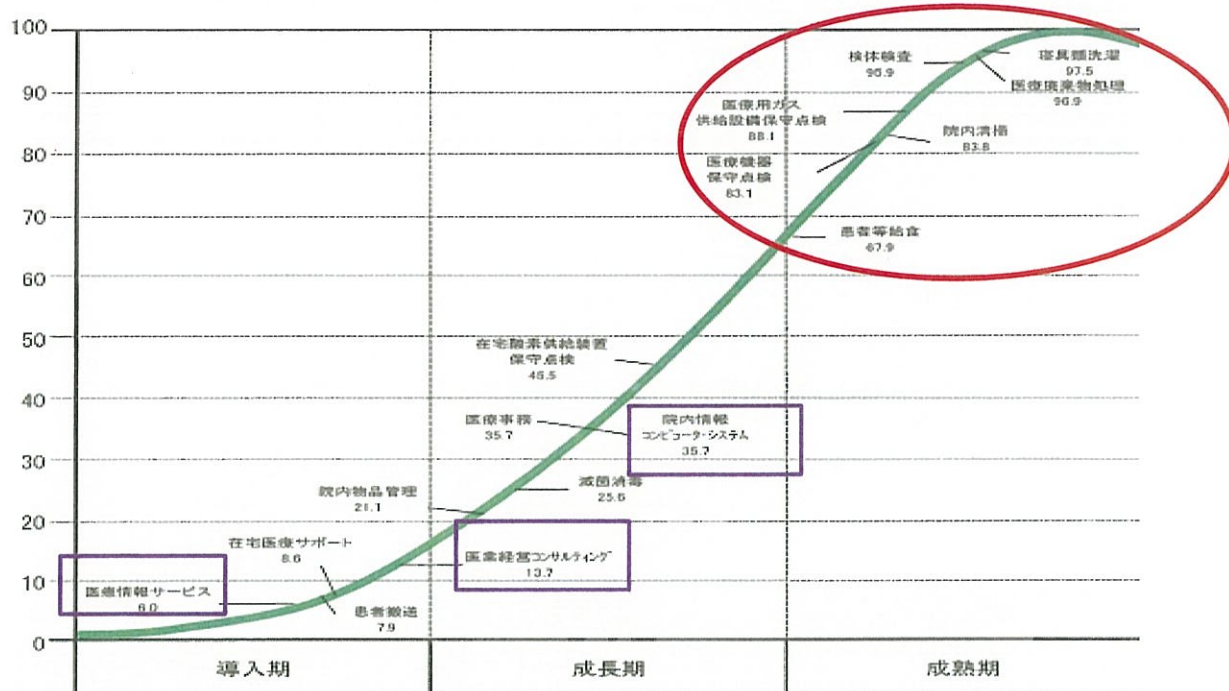 100
90
80
70
60
50
40
30
20
10
0
検体検査
96.9
寝具類洗濯
97.5
医療廃棄物処理
96.9
医療用ガス
供給設備保守点検
88.1
院内清掃
83.8
医療機器
保守点検
83.1
患者等給食
67.9
在宅酸素供給装置
保守点検
46.5
医療事務
35.7
院内情報
コンピュータ・システム
35.7
滅菌消毒
25.6
院内物品管理
21.1
医業経営コンサルティング
13.7
在宅医療サポート
8.6
患者搬送
7.9
医療情報サービス
6.0
導入期
成長期
成熟期